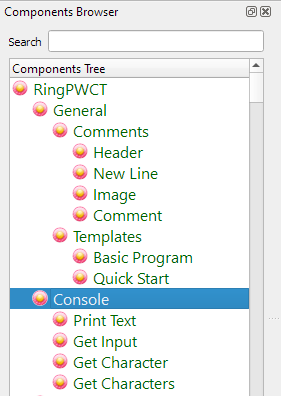 Components Browser
Search
Components Tree
RingPWCT
General
Comments
Header
New Line
Image
Comment
Templates
Basic Program
Quick Start
Console
Print Text
Get Input
Get Character
Get Characters